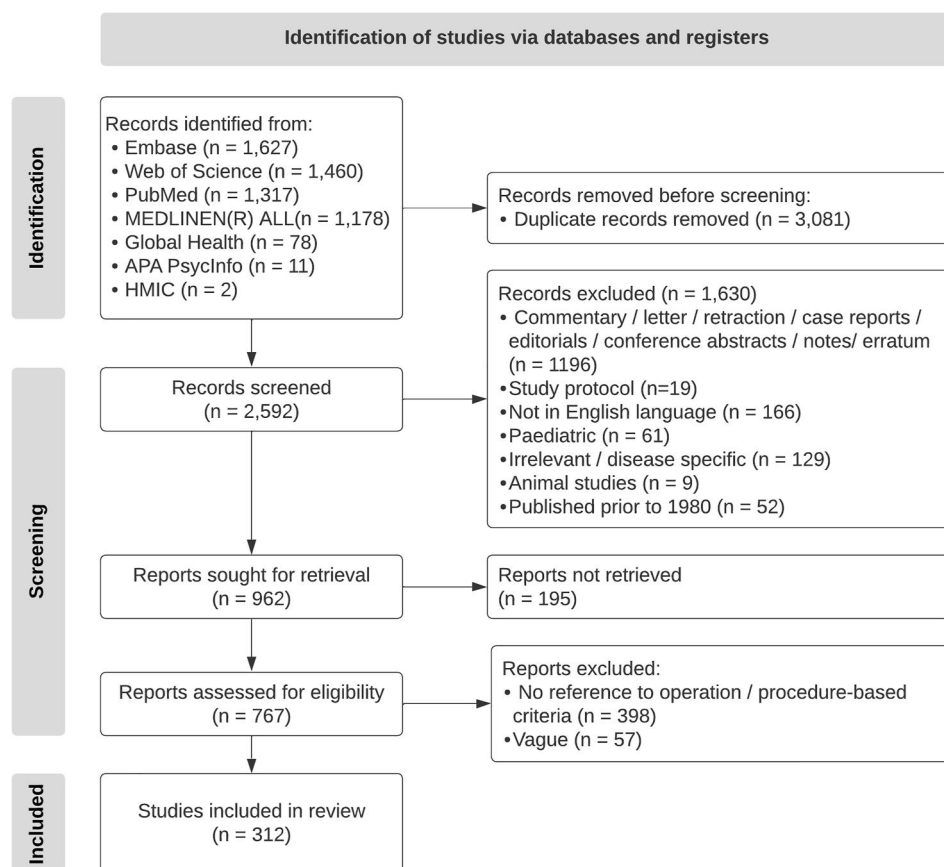 Identification of studies via databases and registers
Identification
Records identified from:
• Embase (n = 1,627)
• Web of Science (n = 1,460)
• PubMed (n = 1,317)
• MEDLINEN(R) ALL(n = 1,178)
• Global Health (n = 78)
• APA PsycInfo (n = 11)
• HMIC (n = 2)
Records removed before screening:
• Duplicate records removed (n = 3,081)
Screening
Records screened
(n = 2,592)
Records excluded (n = 1,630)
• Commentary / letter / retraction / case reports /
editorials / conference abstracts / notes/ erratum
(n = 1196)
•Study protocol (n=19)
•Not in English language (n = 166)
•Paediatric (n = 61)
•Irrelevant / disease specific (n = 129)
•Animal studies (n = 9)
•Published prior to 1980 (n = 52)
Reports sought for retrieval
(n = 962)
Reports not retrieved
(n = 195)
Reports assessed for eligibility
(n = 767)
Reports excluded:
• No reference to operation / procedure-based
criteria (n = 398)
•Vague (n = 57)
Included
Studies included in review
(n = 312)